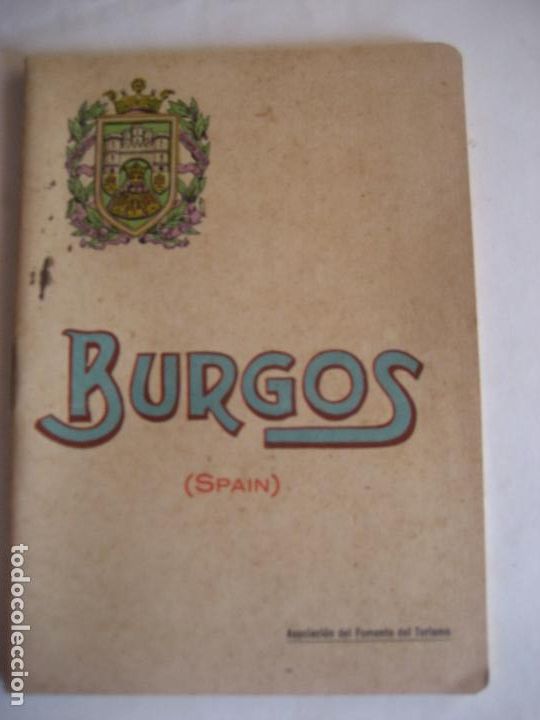 BURGOS
(SPAIN)
Asociación del Fomento del Turismo
todocoleccion